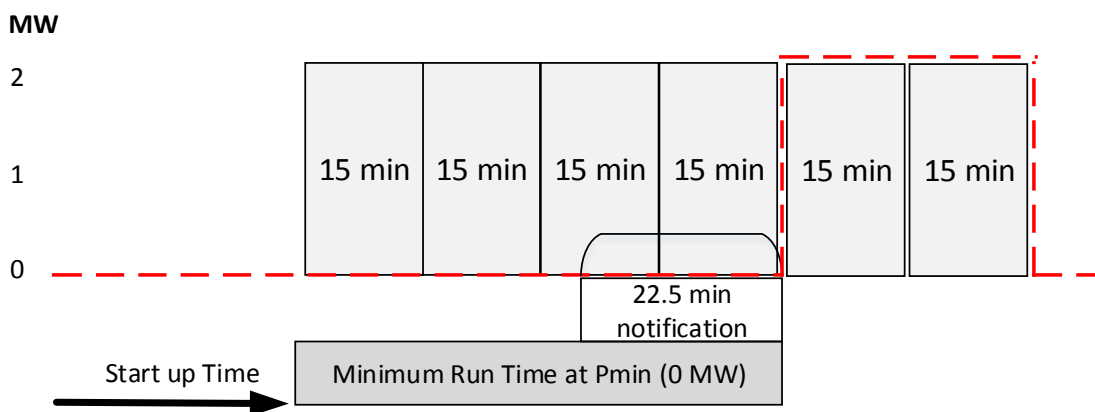 MW
2
1
0
15 min
15 min
15 min
15 min
15 min
15 min
22.5 min
notification
Start up Time
Minimum Run Time at Pmin (0 MW)